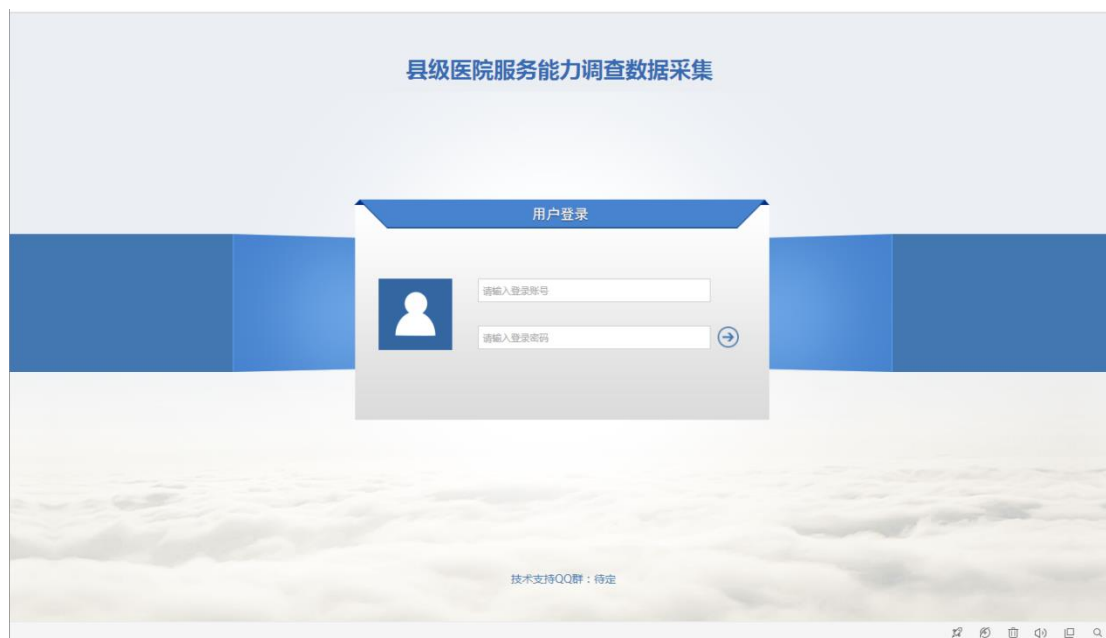 县级医院服务能力调查数据采集
用户登录
请输入登录账号
请输入登录密码
技术支持QQ群：待定